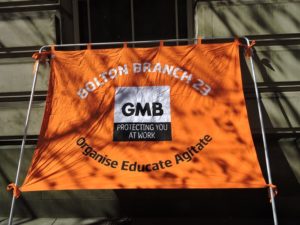 BOLTON BRANCH 23
GMB
PROTECTING YOU
AT WORK
Organise Educate Agitate